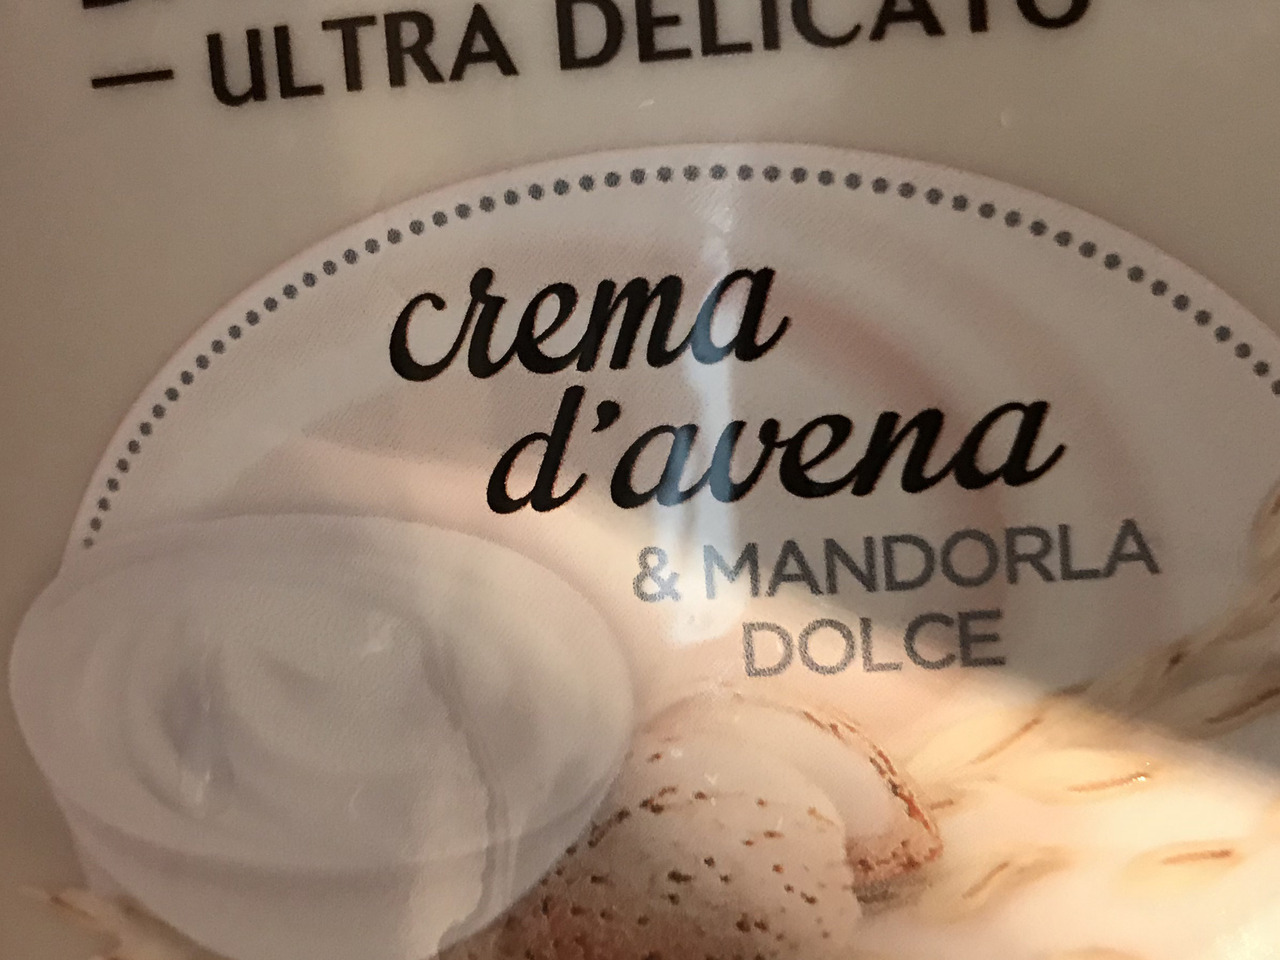 — ULTRA DELICATO
crema
d'avena
& MANDORLA
DOLCE